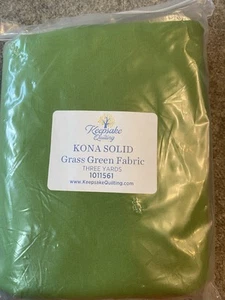 Keepsake
Quilting
KONA SOLID
Grass Green Fabric
THREE YARDS
1011561
www.KeepsakeQuilting.com